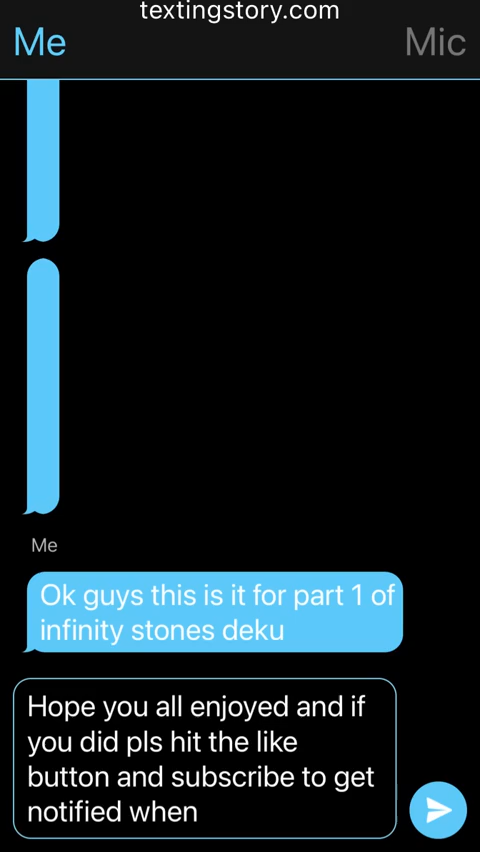 textingstory.com
Me
Mic
Me
Ok guys this is it for part 1 of
infinity stones deku
Hope you all enjoyed and if
you did pls hit the like
button and subscribe to get
notified when